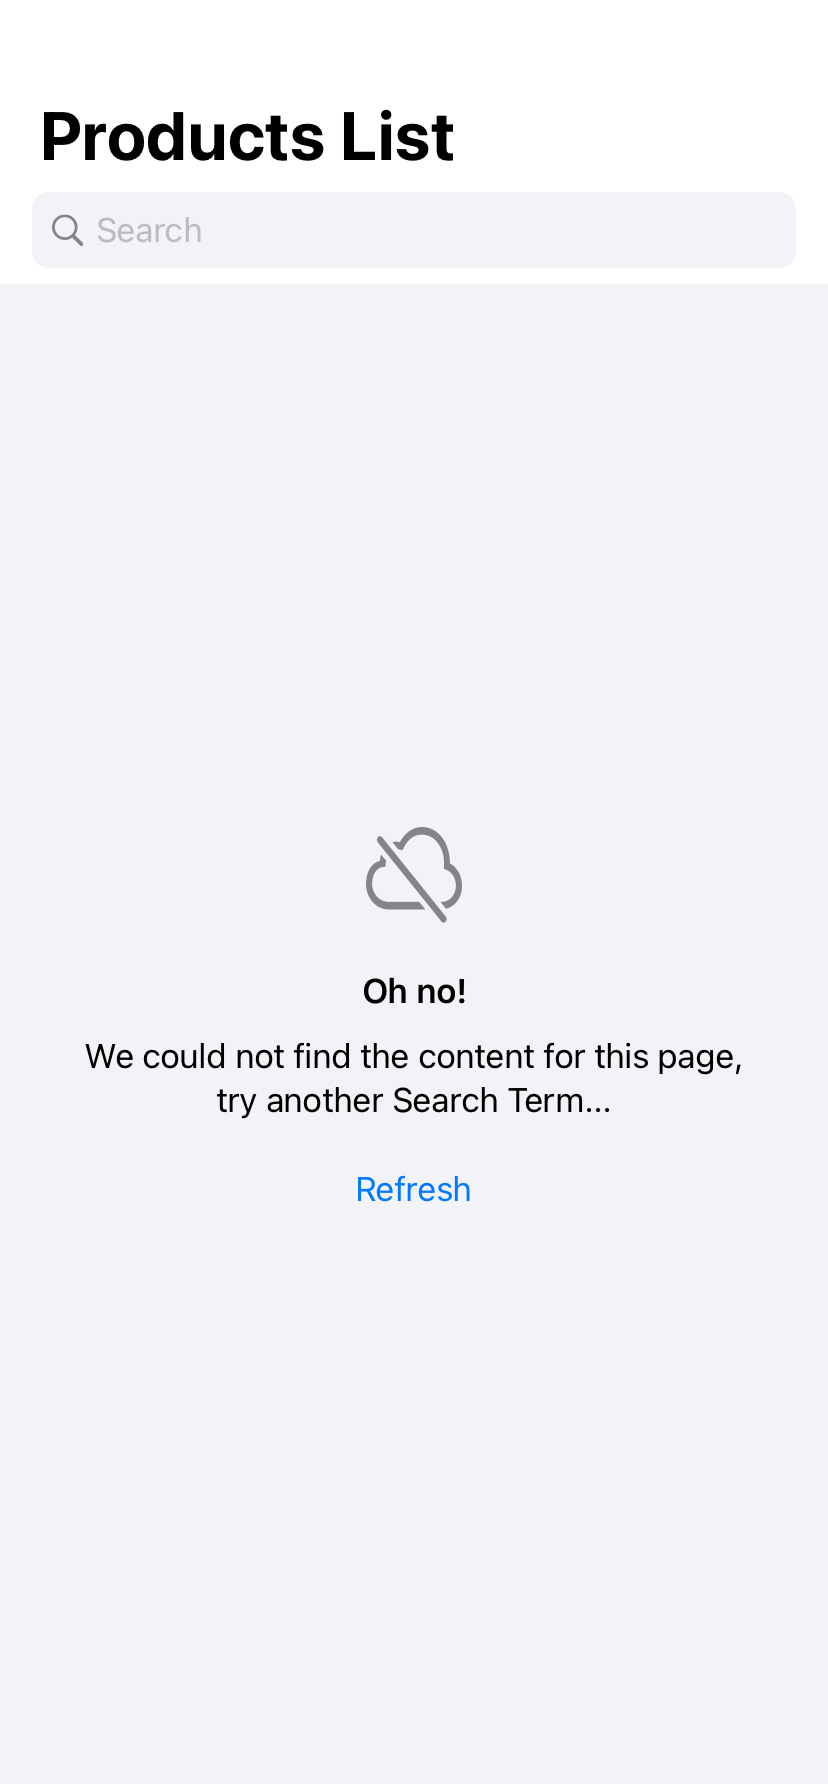 Products List
Search
Oh no!
We could not find the content for this page,
try another Search Term...
Refresh